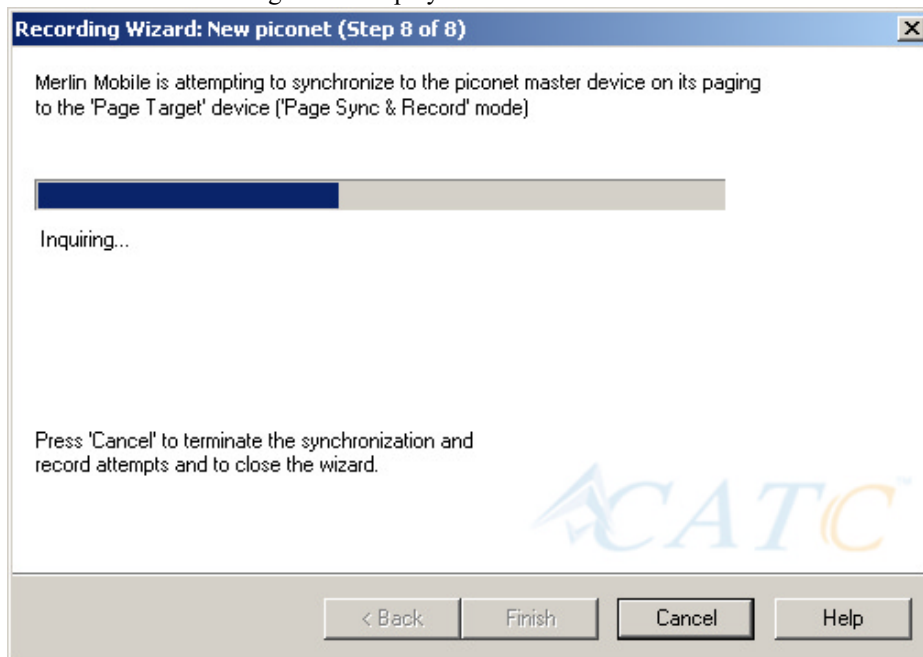 Recording Wizard: New piconet (Step 8 of 8)
Merlin Mobile is attempting to synchronize to the piconet master device on its paging
to the 'Page Target' device ('Page Sync & Record' mode)
Inquiring...
Press 'Cancel' to terminate the synchronization and
record attempts and to close the wizard.
CATC™
< Back Finish Cancel Help